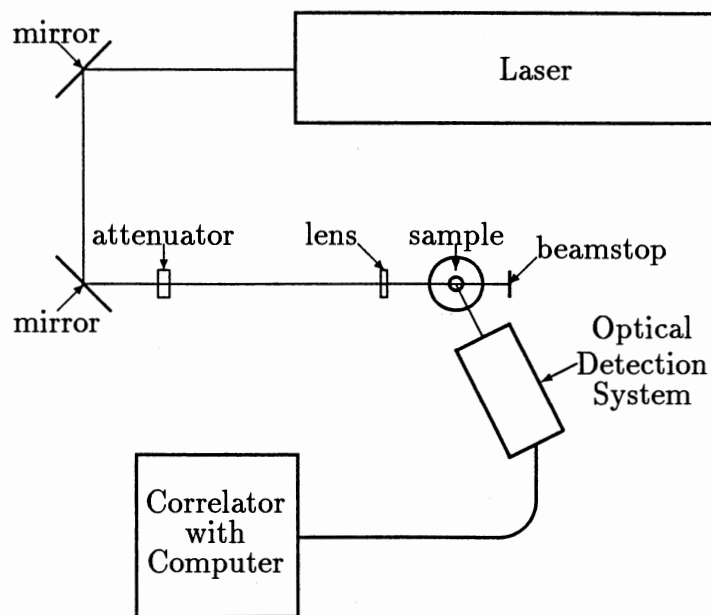 mirror
Laser
attenuator
lens
sample
beamstop
mirror
Optical
Detection
System
Correlator
with
Computer